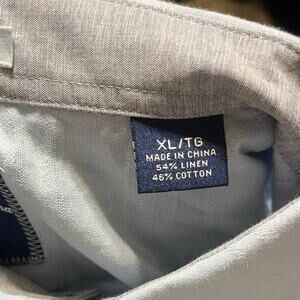 XL/TG
MADE IN CHINA
54% LINEN
46% COTTON